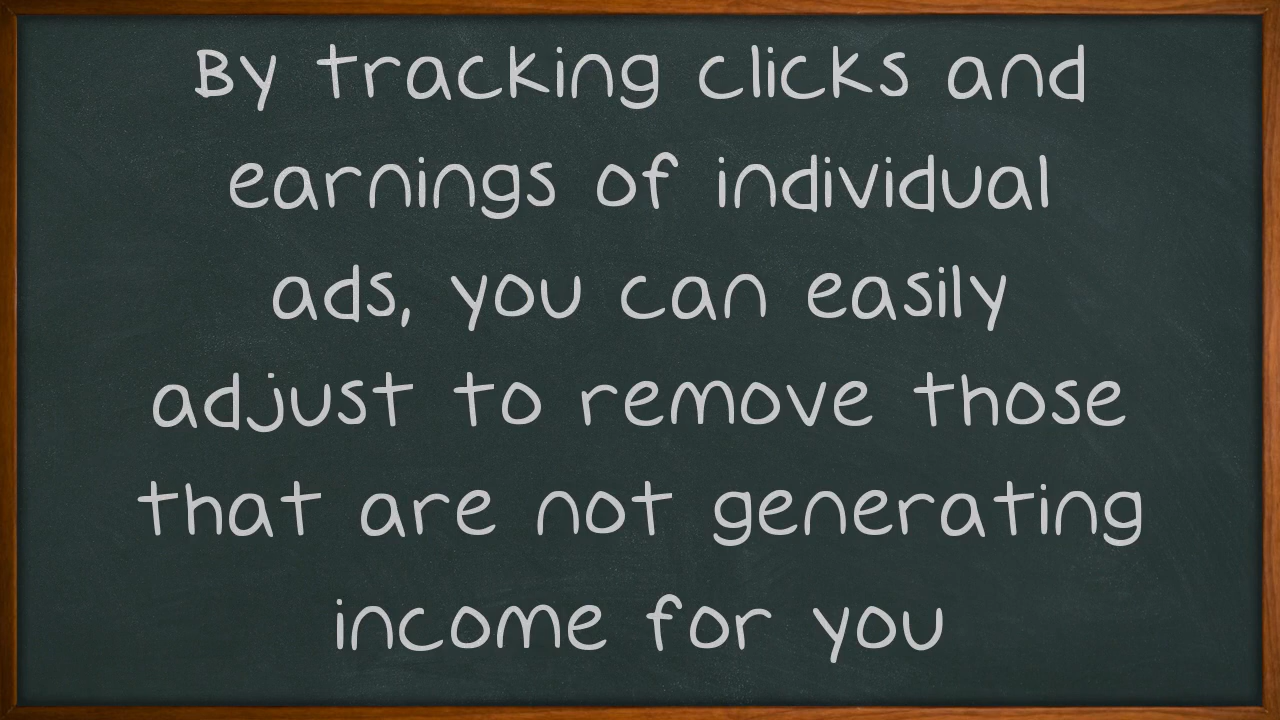 By tracking clicks and
earnings of individual
ads, you can easily
adjust to remove those
that are not generating
income for you